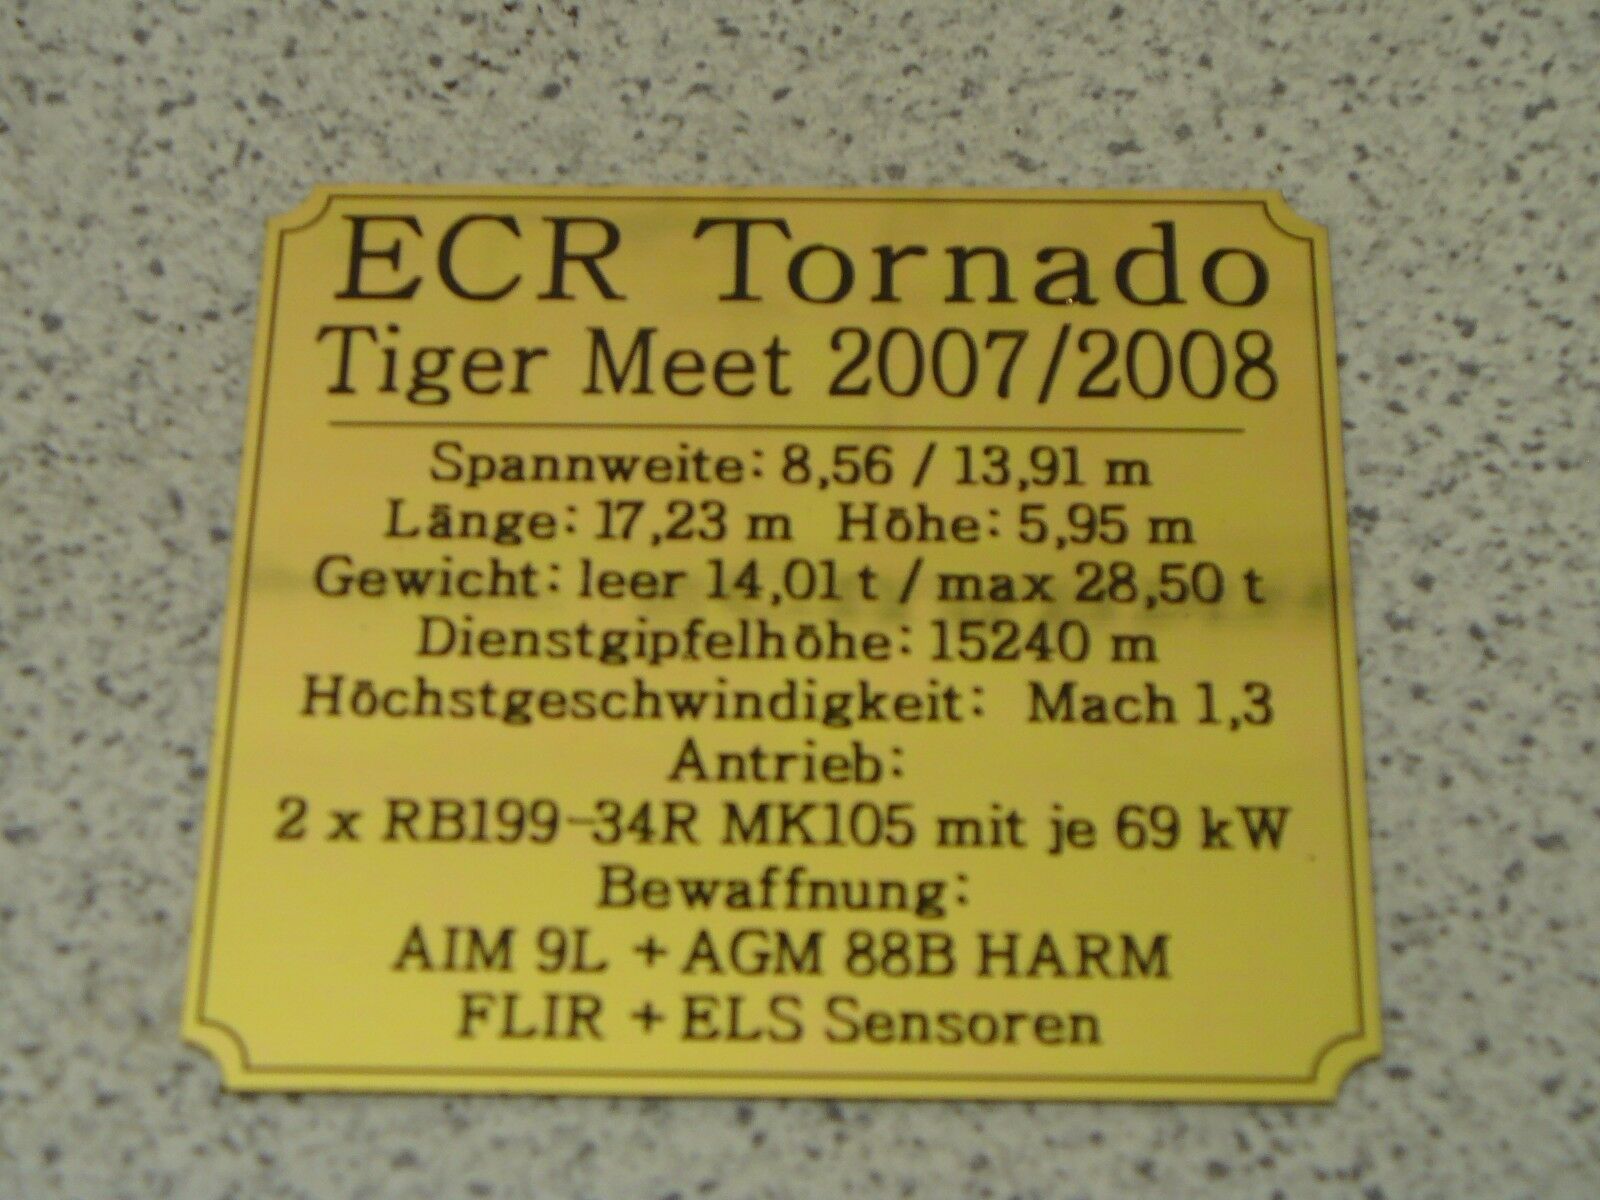 ECR Tornado
Tiger Meet 2007/2008
Spannweite: 8,56 / 13,91 m
Länge: 17,23 m Höhe: 5,95 m
Gewicht: leer 14,01 t / max 28,50 t
Dienstgipfelhöhe: 15240 m
Höchstgeschwindigkeit: Mach 1,3
Antrieb:
2 x RB199-34R MK105 mit je 69 kW
Bewaffnung:
AIM 9L + AGM 88B HARM
FLIR + ELS Sensoren